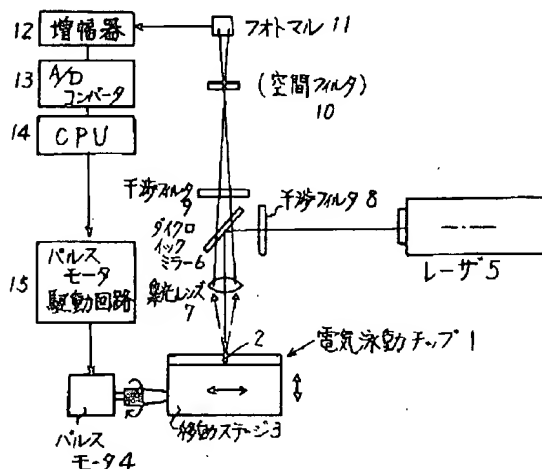 12
増幅器
フォトマル 11
13
A/D
コンバータ
(空間フィルタ)
10
14
CPU
干渉フィルタ
9
干渉フィルタ 8
ダイクロ
イック
ミラー6
レーザ 5
15
パルス
モータ
駆動回路
集光レンズ
7
2
電気泳動チップ 1
移動ステージ3
パルス
モータ4